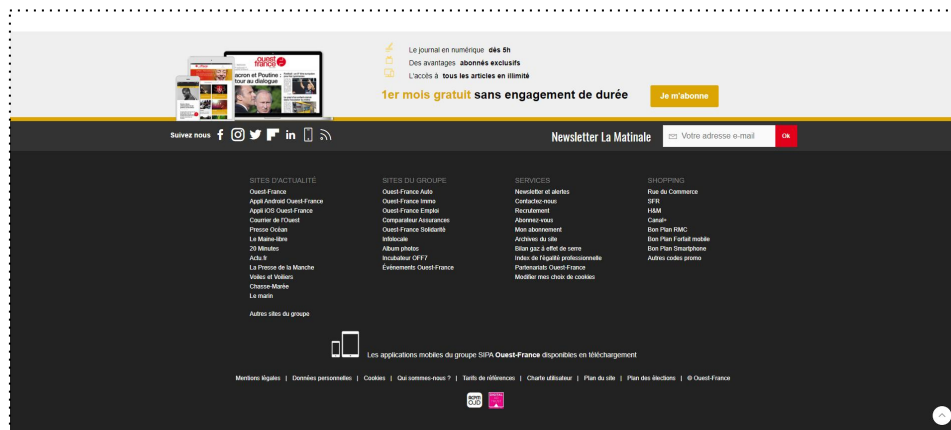 ouest
france
acron et Poutine :
tour au dialogue
Le journal en numérique dès 5h
Des avantages abonnés exclusifs
L'accès à tous les articles en illimité
1er mois gratuit sans engagement de durée
Je m'abonne
Suivez nous
Newsletter La Matinale
Votre adresse e-mail
Ok
SITES D'ACTUALITÉ
Ouest-France
Appli Android Ouest-France
Appli iOS Ouest-France
Courrier de l'Ouest
Presse Océan
Le Maine-libre
20 Minutes
Actu.fr
La Presse de la Manche
Voiles et Voiliers
Chasse-Marée
Le marin
Autres sites du groupe
SITES DU GROUPE
Ouest-France Auto
Ouest-France Immo
Ouest-France Emploi
Comparateur Assurances
Ouest-France Solidarité
Infolocale
Album photos
Incubateur OFF7
Événements Ouest-France
SERVICES
Newsletter et alertes
Contactez-nous
Recrutement
Abonnez-vous
Mon abonnement
Archives du site
Bilan gaz à effet de serre
Index de l'égalité professionnelle
Partenariats Ouest-France
Modifier mes choix de cookies
SHOPPING
Rue du Commerce
SFR
H&M
Canal+
Bon Plan RMC
Bon Plan Forfait mobile
Bon Plan Smartphone
Autres codes promo
Les applications mobiles du groupe SIPA Ouest-France disponibles en téléchargement
Mentions légales | Données personnelles | Cookies | Qui sommes-nous ? | Tarifs de références | Charte utilisateur | Plan du site | Plan des élections | © Ouest-France
ACPM
OJD